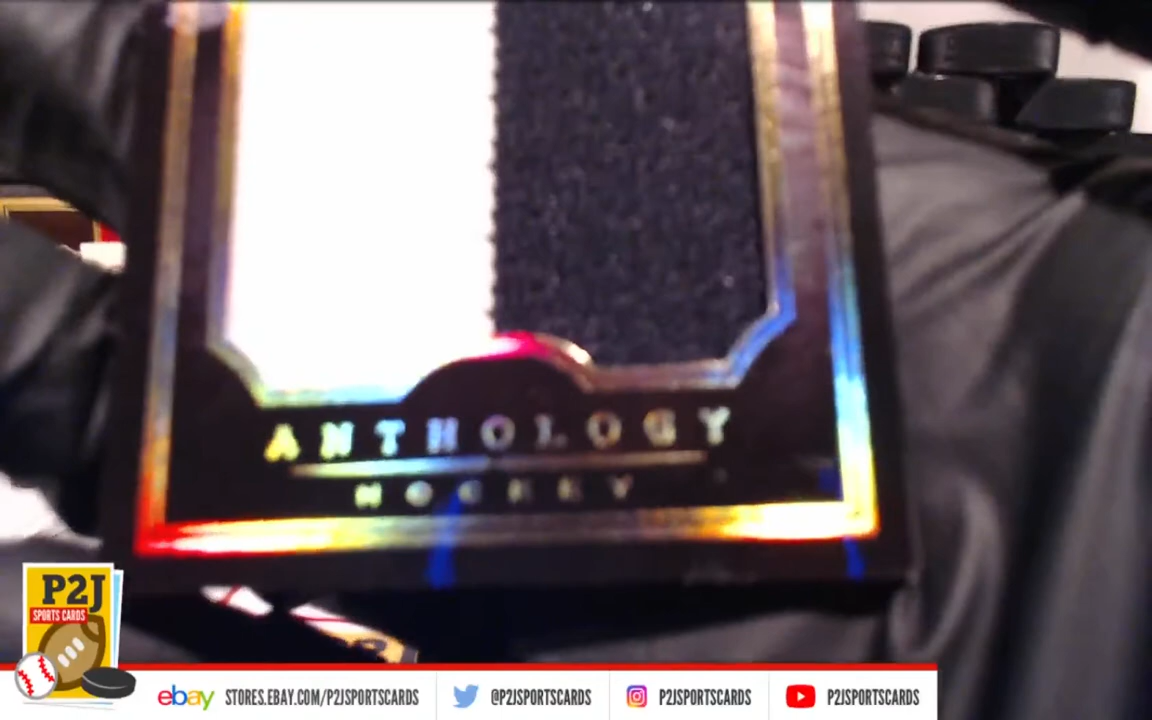 ANTHOLOGY
HOCKEY
P2J
SPORTS CARDS
ebay STORES.EBAY.COM/P2JSPORTSCARDS @P2JSPORTSCARDS P2JSPORTSCARDS P2JSPORTSCARDS